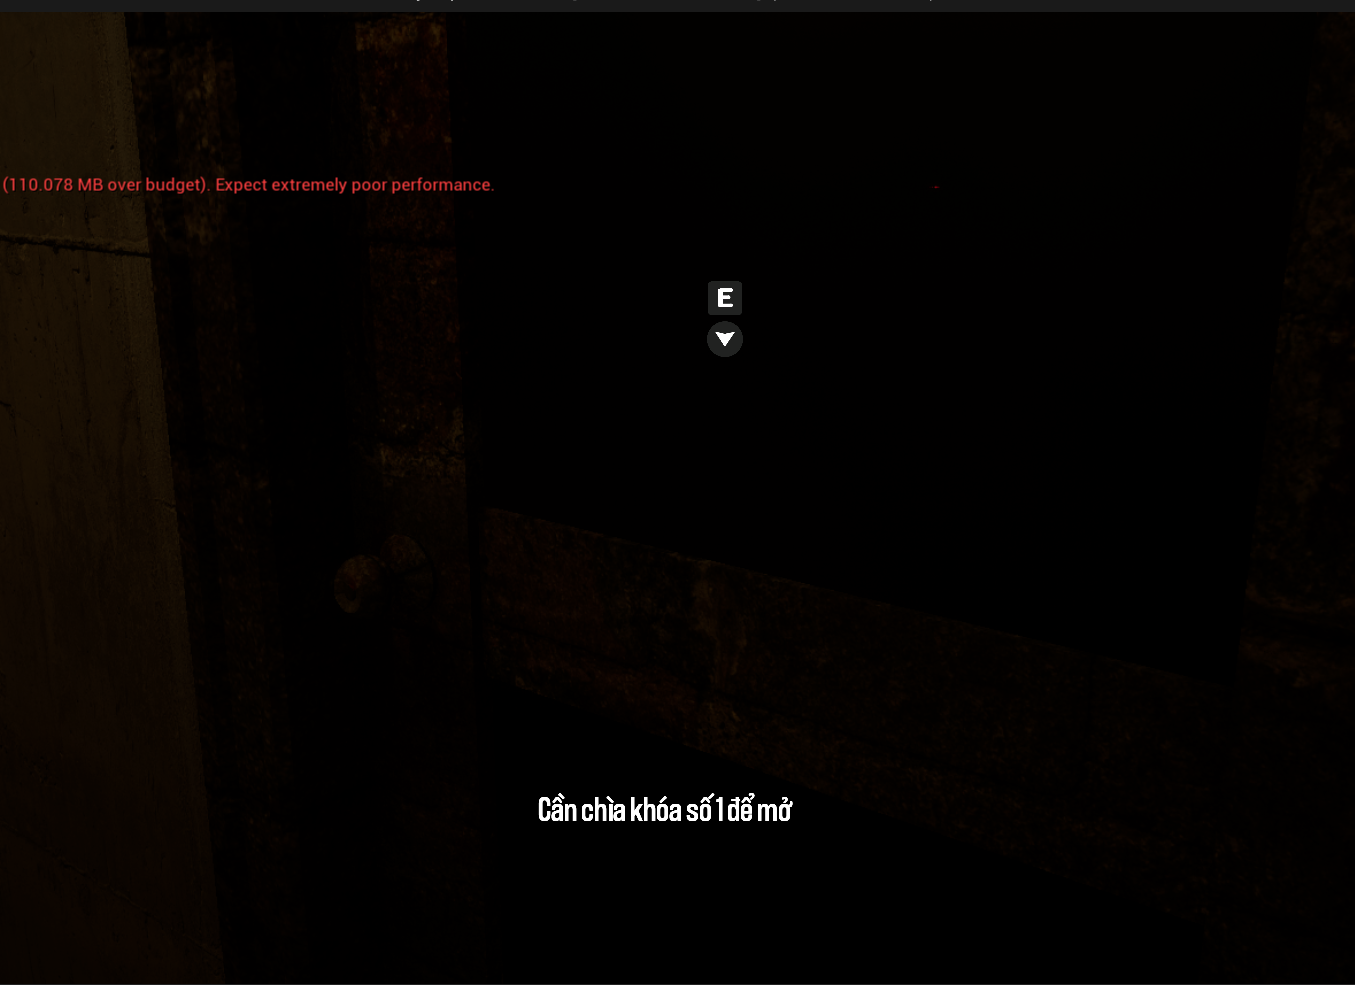 (110.078 MB over budget). Expect extremely poor performance.
E
Cần chìa khóa số 1 để mở